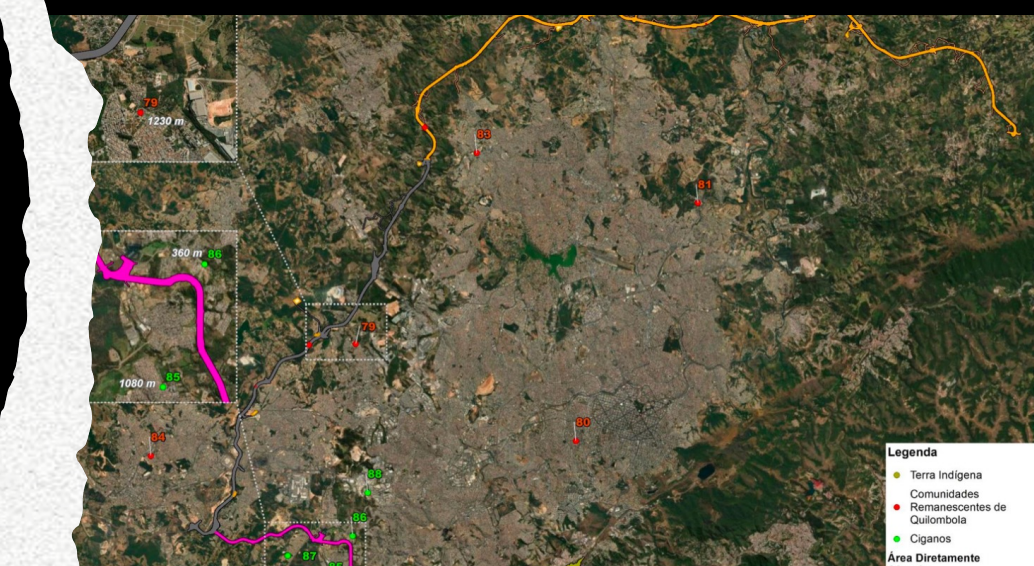 79
1230 m
83
81
360 m 86
79
1080 m 85
80
84
88
86
87
Legenda
Terra Indígena
Comunidades
Remanescentes de
Quilombola
Ciganos
Área Diretamente